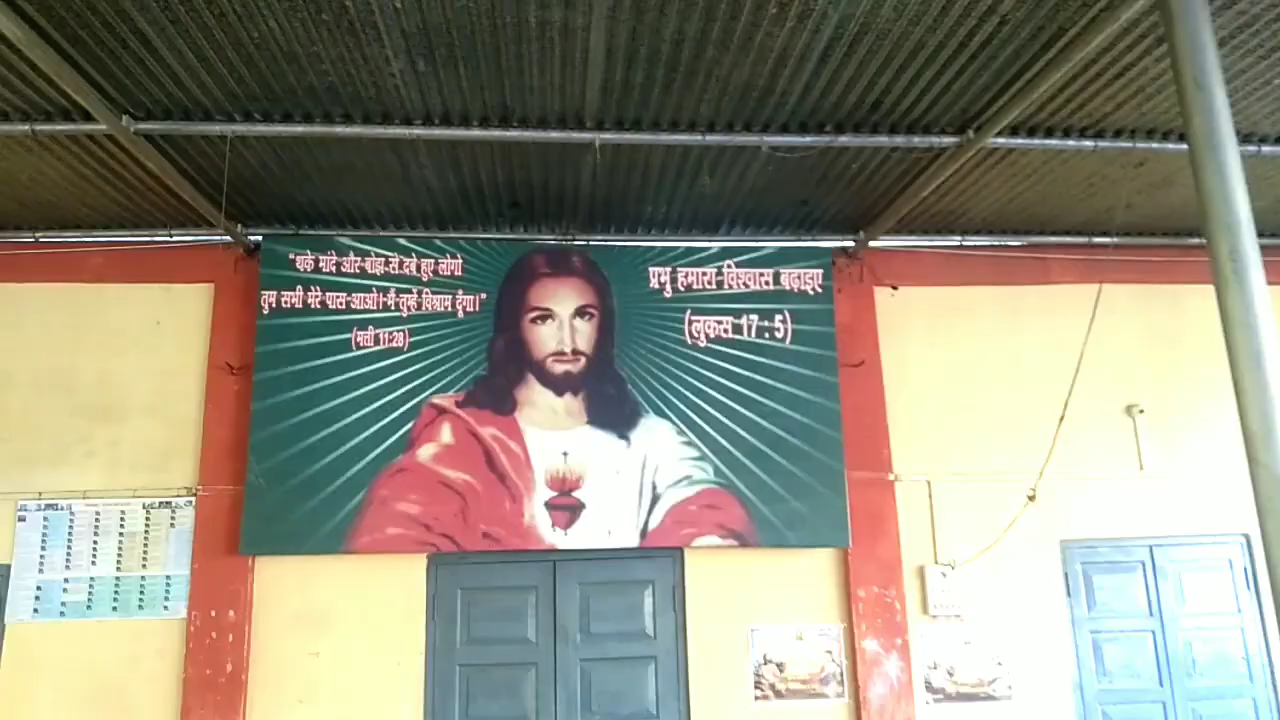 "थके मांदे और बोझ से दबे हुए लोगो
तुम सभी मेरे पास आओ। मैं तुम्हें विश्राम दूंगा।"
(मत्ती 11:28)
प्रभु हमारा विश्वास बढ़ाइए
(लुकस 17 : 5)